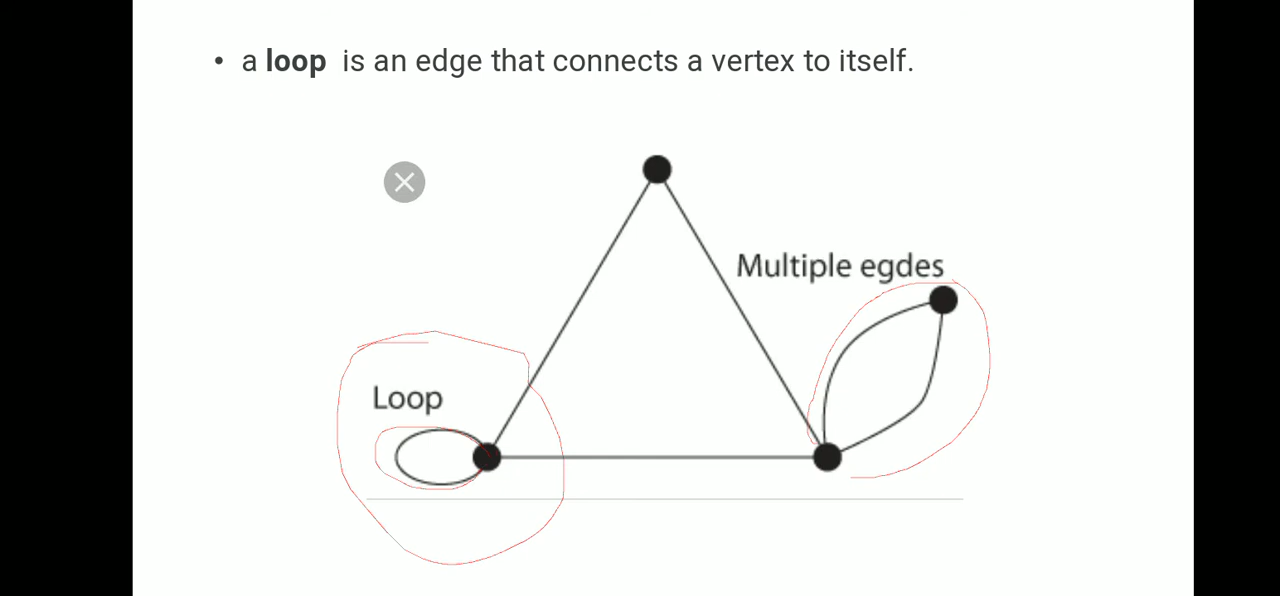 • a loop is an edge that connects a vertex to itself.
Multiple egdes
Loop